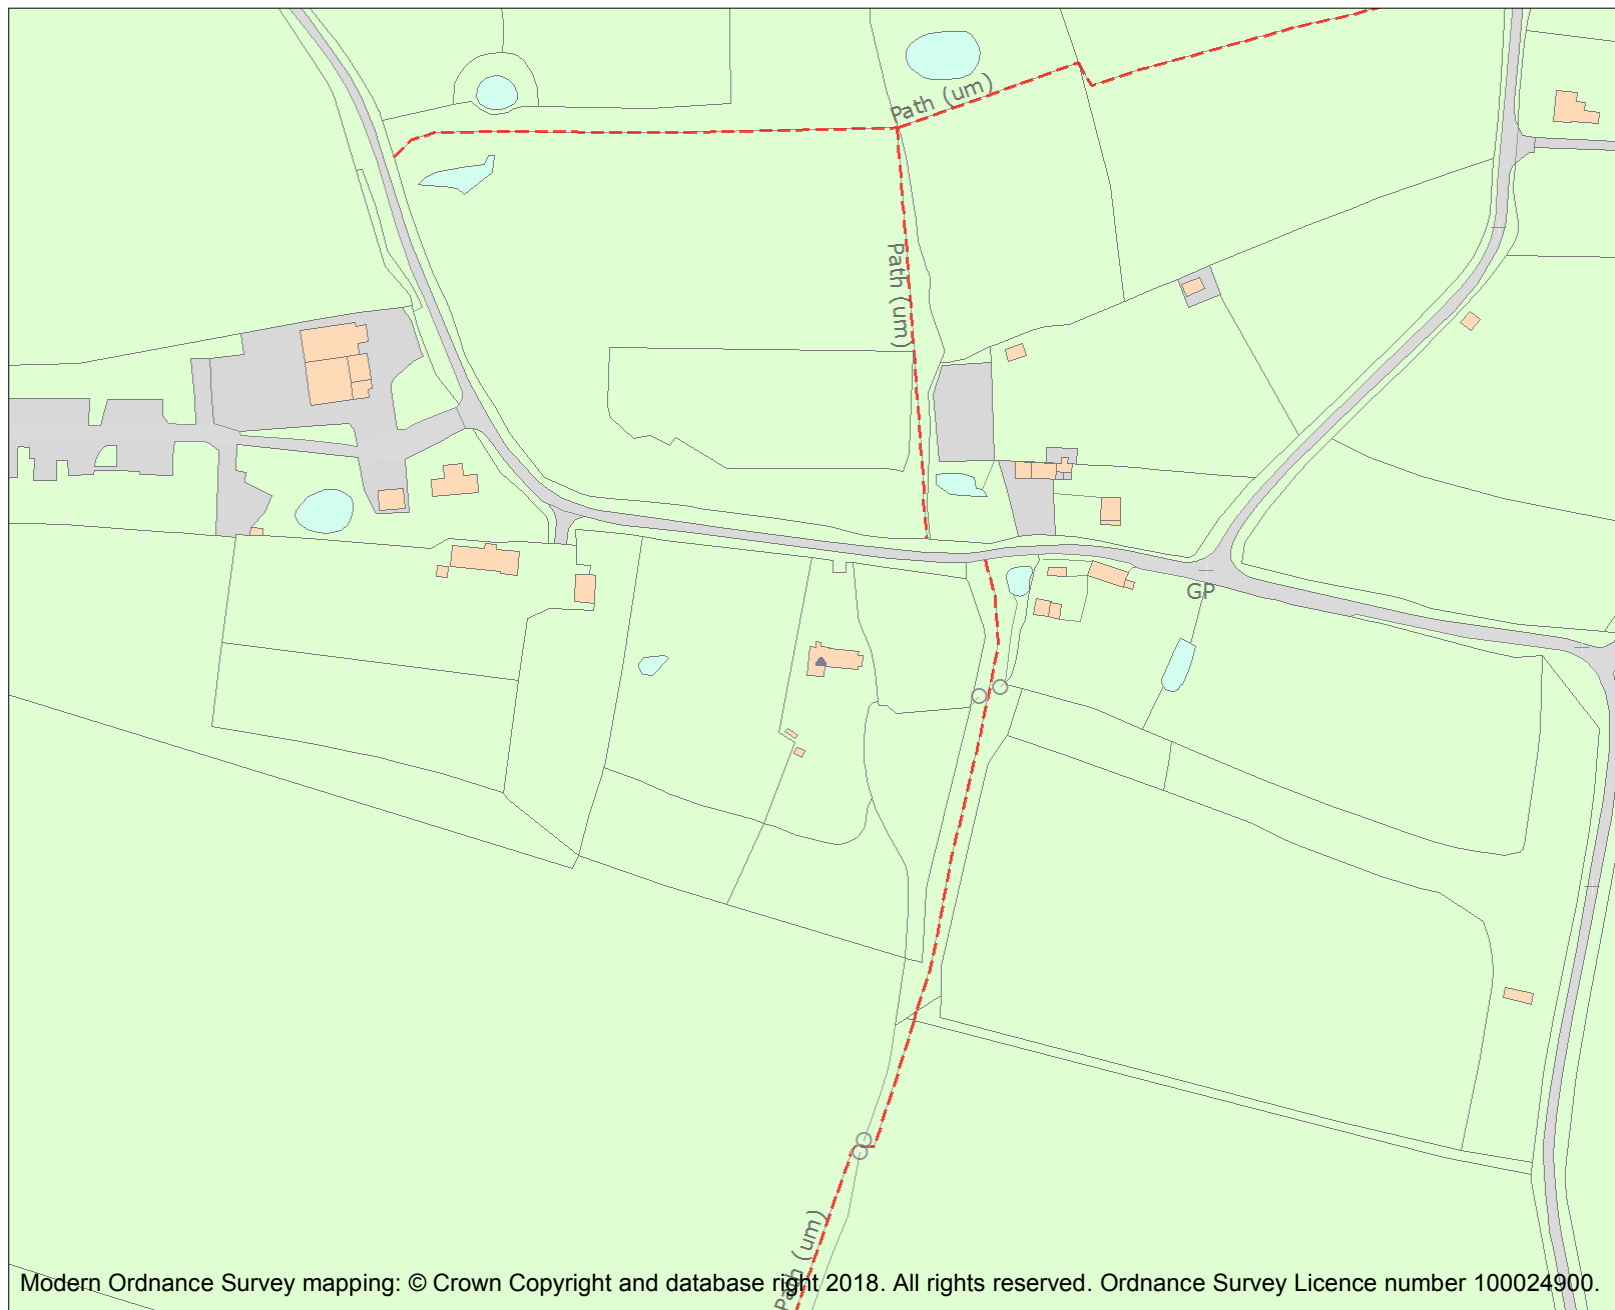 Path (um)
Path (um)
GP
Path (um)
Modern Ordnance Survey mapping: © Crown Copyright and database right 2018. All rights reserved. Ordnance Survey Licence number 100024900.